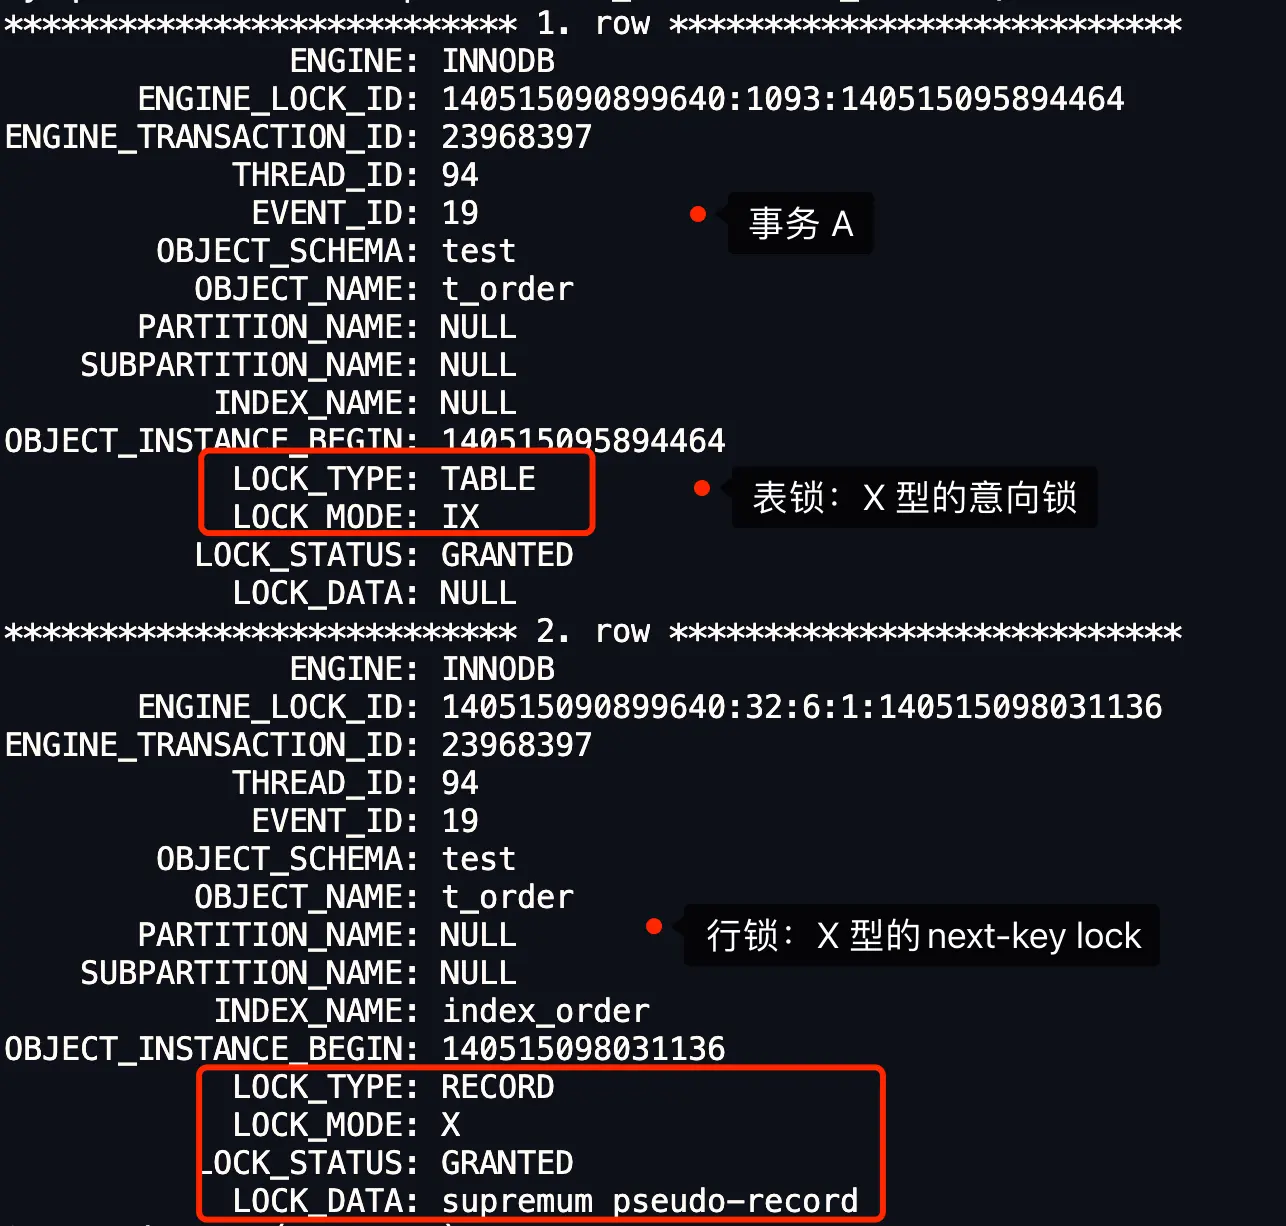 *************************** 1. row ***************************
ENGINE: INNODB
ENGINE_LOCK_ID: 140515090899640:1093:140515095894464
ENGINE_TRANSACTION_ID: 23968397
THREAD_ID: 94
EVENT_ID: 19
事务 A
OBJECT_SCHEMA: test
OBJECT_NAME: t_order
PARTITION_NAME: NULL
SUBPARTITION_NAME: NULL
INDEX_NAME: NULL
OBJECT_INSTANCE_BEGIN: 140515095894464
LOCK_TYPE: TABLE
表锁：X 型的意向锁
LOCK_MODE: IX
LOCK_STATUS: GRANTED
LOCK_DATA: NULL
*************************** 2. row ***************************
ENGINE: INNODB
ENGINE_LOCK_ID: 140515090899640:32:6:1:140515098031136
ENGINE_TRANSACTION_ID: 23968397
THREAD_ID: 94
EVENT_ID: 19
OBJECT_SCHEMA: test
OBJECT_NAME: t_order
PARTITION_NAME: NULL
行锁：X 型的next-key lock
SUBPARTITION_NAME: NULL
INDEX_NAME: index_order
OBJECT_INSTANCE_BEGIN: 140515098031136
LOCK_TYPE: RECORD
LOCK_MODE: X
LOCK_STATUS: GRANTED
LOCK_DATA: supremum pseudo-record